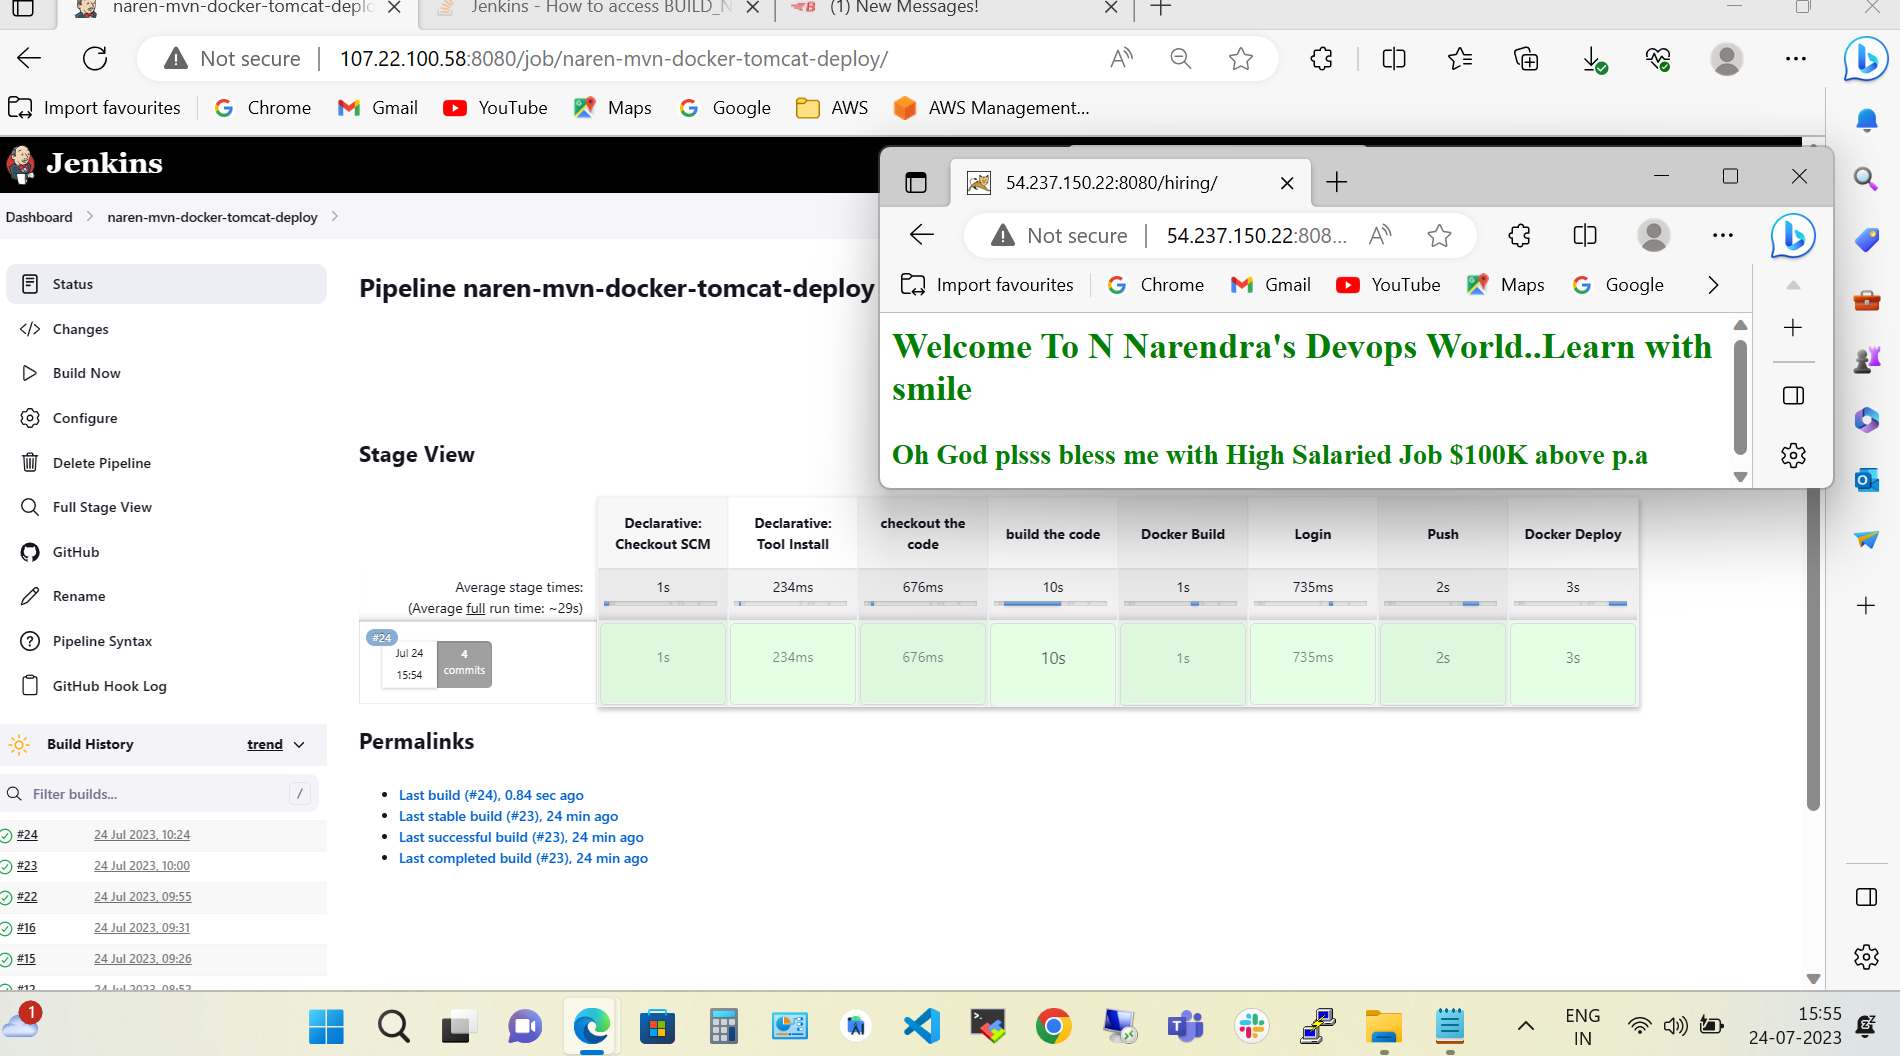 naren-mvn-docker-tomcat-deplo
Jenkins - How to access BUILD_N
(1) New Messages!
Not secure
107.22.100.58:8080/job/naren-mvn-docker-tomcat-deploy/
Import favourites
Chrome
Gmail
YouTube
Maps
Google
AWS
AWS Management...
Jenkins
Dashboard
naren-mvn-docker-tomcat-deploy
Status
Changes
Build Now
Configure
Delete Pipeline
Full Stage View
GitHub
Rename
Pipeline Syntax
GitHub Hook Log
Build History
trend
Filter builds...
/
#24 24 Jul 2023, 10:24
#23 24 Jul 2023, 10:00
#22 24 Jul 2023, 09:55
#16 24 Jul 2023, 09:31
#15 24 Jul 2023, 09:26
#12 24 Jul 2023, 08:52
Pipeline naren-mvn-docker-tomcat-deploy
Stage View
Declarative: Checkout SCM
Declarative: Tool Install
checkout the code
build the code
Docker Build
Login
Push
Docker Deploy
Average stage times:
(Average full run time: ~29s)
1s 234ms 676ms 10s 1s 735ms 2s 3s
#24
Jul 24
15:54
4
commits
1s 234ms 676ms 10s 1s 735ms 2s 3s
Permalinks
Last build (#24), 0.84 sec ago
Last stable build (#23), 24 min ago
Last successful build (#23), 24 min ago
Last completed build (#23), 24 min ago
54.237.150.22:8080/hiring/
Not secure
54.237.150.22:808...
Import favourites
Chrome
Gmail
YouTube
Maps
Google
Welcome To N Narendra's Devops World..Learn with
smile
Oh God plsss bless me with High Salaried Job $100K above p.a
1
ENG
IN
15:55
24-07-2023